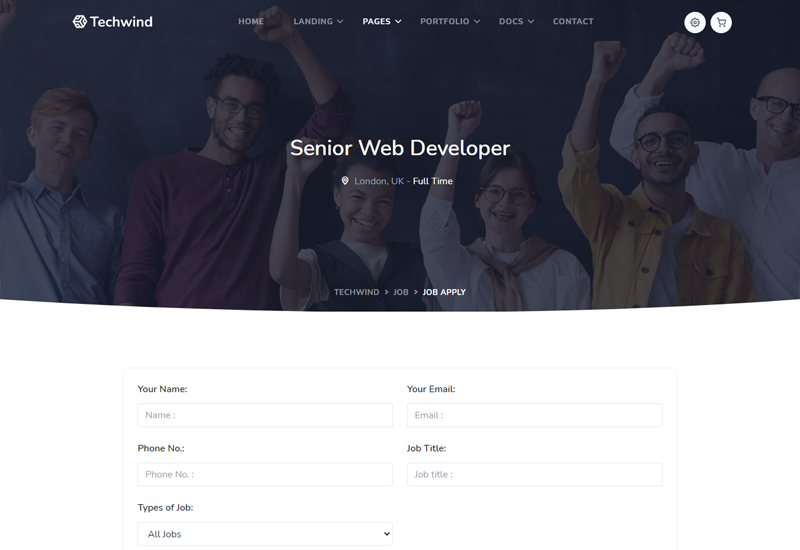 Techwind
HOME LANDING PAGES PORTFOLIO DOCS CONTACT
Senior Web Developer
London, UK - Full Time
TECHWIND > JOB > JOB APPLY
Your Name: Your Email:
Name : Email :
Phone No.: Job Title:
Phone No. : Job title :
Types of Job:
All Jobs